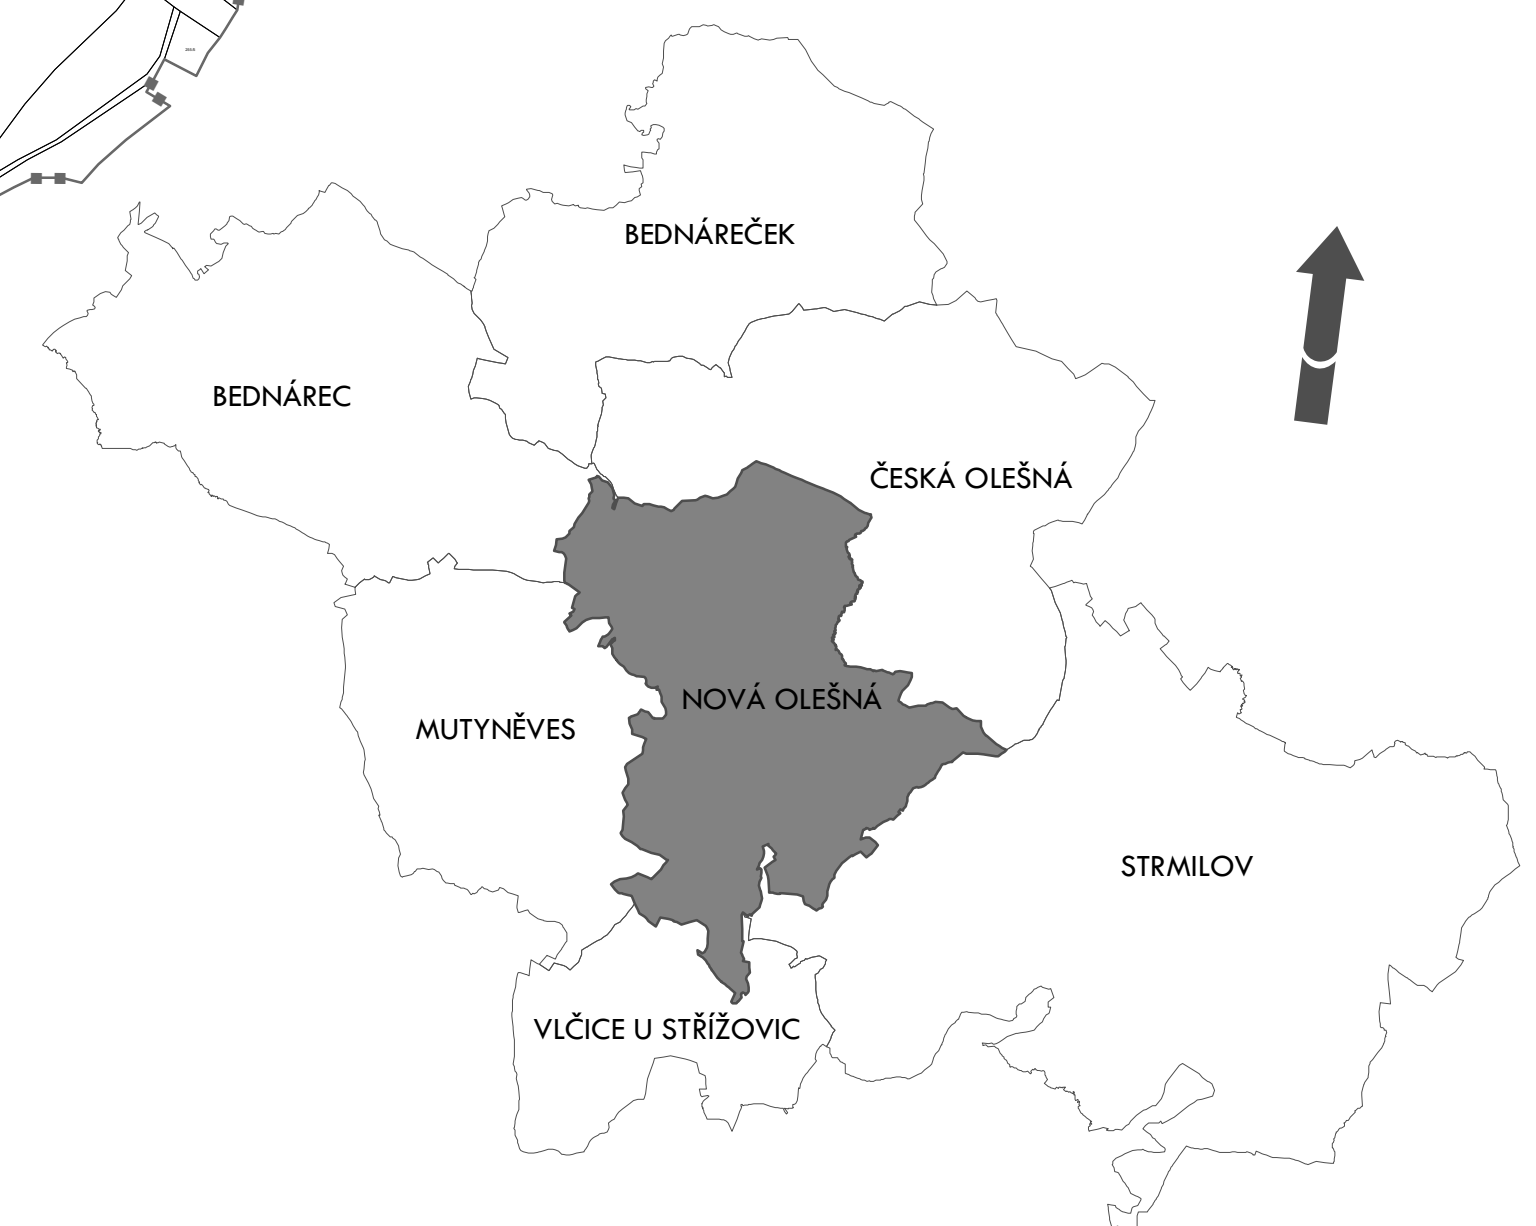 BEDNÁREČEK
BEDNÁREC
ČESKÁ OLEŠNÁ
NOVÁ OLEŠNÁ
MUTYNĚVES
STRMILOV
VLČICE U STŘÍŽOVIC